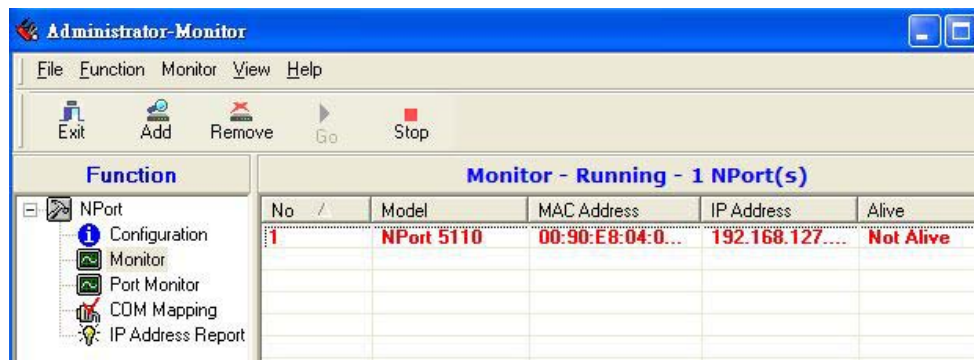 Administrator-Monitor
File Function Monitor View Help
Exit Add Remove Go Stop
Function
Monitor - Running - 1 NPort(s)
NPort
Configuration
Monitor
Port Monitor
COM Mapping
IP Address Report
No Model MAC Address IP Address Alive
1 NPort 5110 00:90:E8:04:0... 192.168.127.... Not Alive